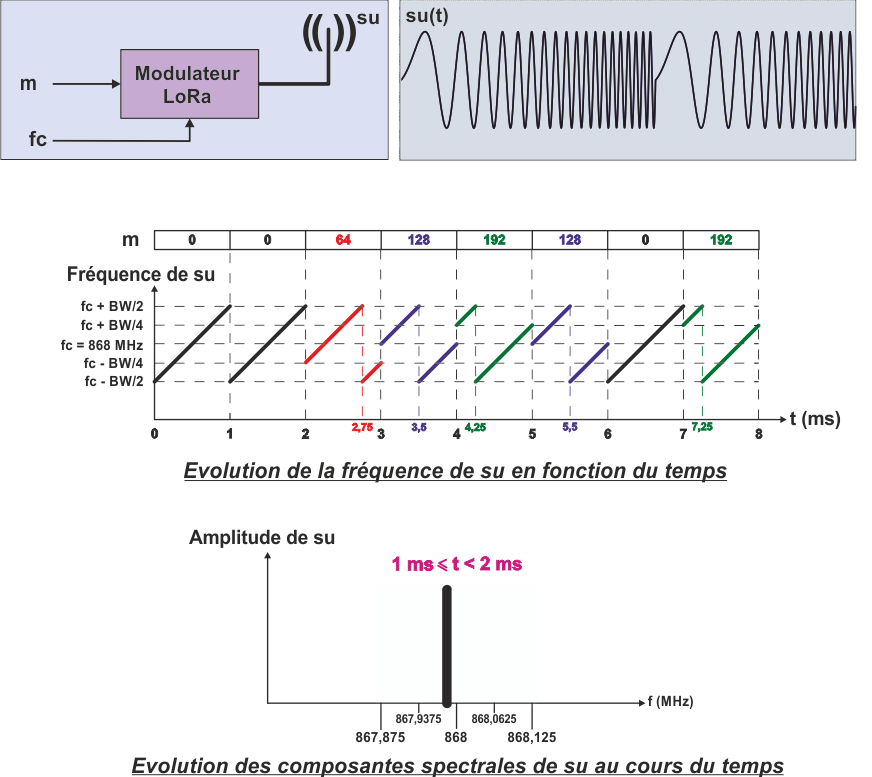 ((  )) su
Modulateur
LoRa
m
fc
su(t)
m 0 0 64 128 192 128 0 192
Fréquence de su
fc + BW/2
fc + BW/4
fc = 868 MHz
fc - BW/4
fc - BW/2
t (ms)
0 1 2 2,75 3 3,5 4 4,25 5 5,5 6 7 7,25 8
Evolution de la fréquence de su en fonction du temps
Amplitude de su
1 ms ⩽ t < 2 ms
f (MHz)
867,9375 868,0625
867,875 868 868,125
Evolution des composantes spectrales de su au cours du temps